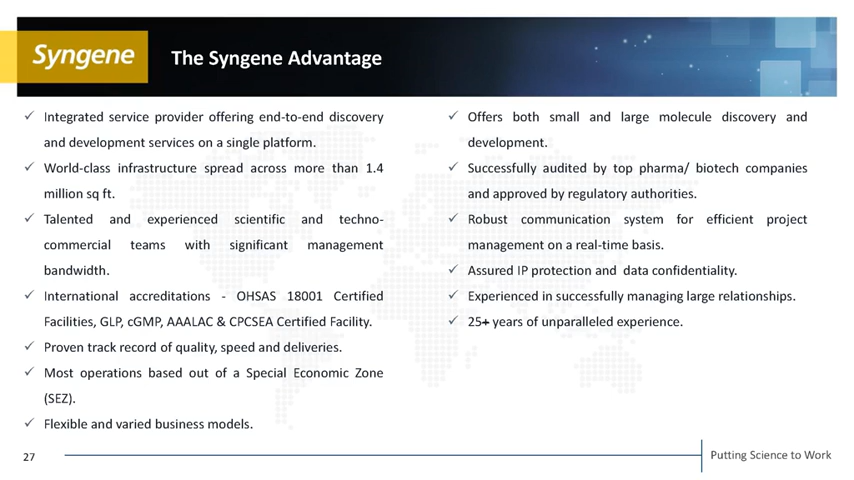 Syngene
The Syngene Advantage
✓ Integrated service provider offering end-to-end discovery
and development services on a single platform.
✓ World-class infrastructure spread across more than 1.4
million sq ft.
✓ Talented and experienced scientific and techno-
commercial teams with significant management
bandwidth.
✓ International accreditations - OHSAS 18001 Certified
Facilities, GLP, cGMP, AAALAC & CPCSEA Certified Facility.
✓ Proven track record of quality, speed and deliveries.
✓ Most operations based out of a Special Economic Zone
(SEZ).
✓ Flexible and varied business models.
✓ Offers both small and large molecule discovery and
development.
✓ Successfully audited by top pharma/ biotech companies
and approved by regulatory authorities.
✓ Robust communication system for efficient project
management on a real-time basis.
✓ Assured IP protection and data confidentiality.
✓ Experienced in successfully managing large relationships.
✓ 25+ years of unparalleled experience.
27
Putting Science to Work